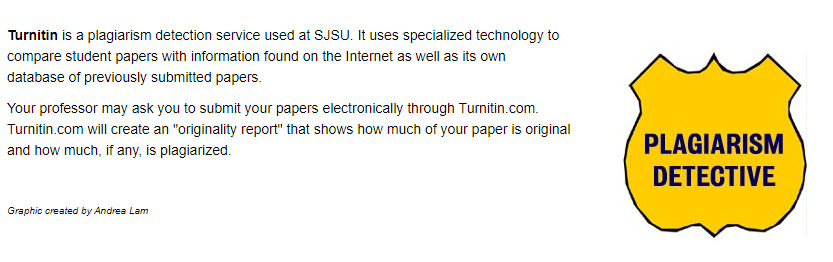 Turnitin is a plagiarism detection service used at SJSU. It uses specialized technology to
compare student papers with information found on the Internet as well as its own
database of previously submitted papers.
Your professor may ask you to submit your papers electronically through Turnitin.com.
Turnitin.com will create an "originality report" that shows how much of your paper is original
and how much, if any, is plagiarized.
Graphic created by Andrea Lam
PLAGIARISM
DETECTIVE